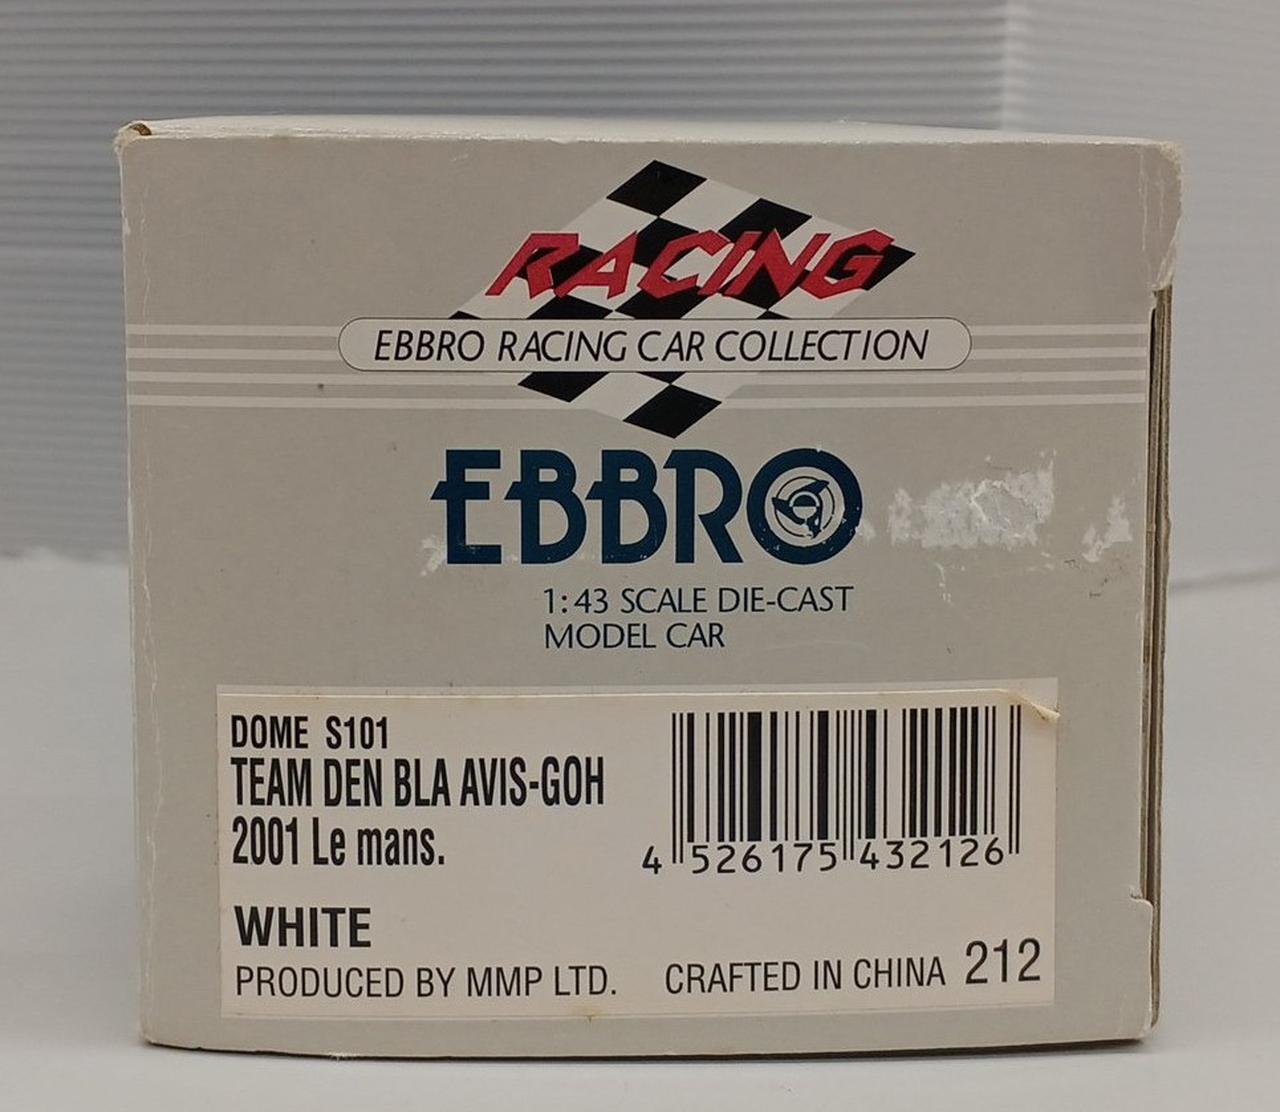 RACING
EBBRO RACING CAR COLLECTION
EBBRO
1:43 SCALE DIE-CAST
MODEL CAR
DOME S101
TEAM DEN BLA AVIS-GOH
2001 Le mans.
4 526175 432126
WHITE
PRODUCED BY MMP LTD. CRAFTED IN CHINA 212